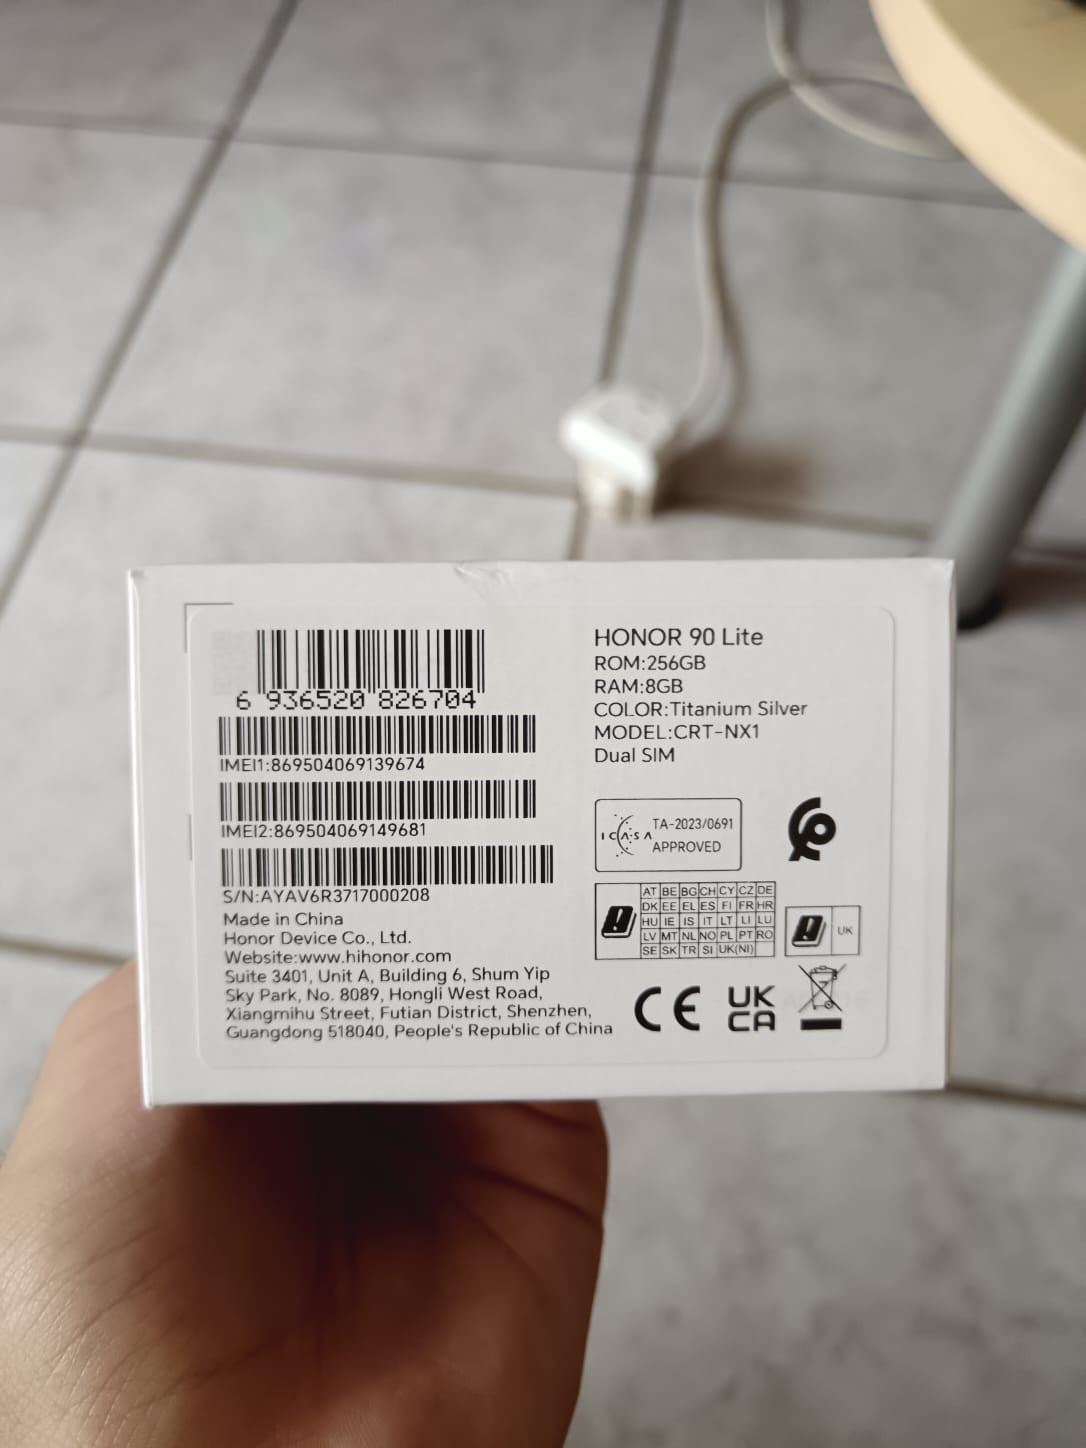 6 936520 826704
IMEI1:869504069139674
IMEI2:869504069149681
S/N:AYAV6R3717000208
Made in China
Honor Device Co., Ltd.
Website:www.hihonor.com
Suite 3401, Unit A, Building 6, Shum Yip
Sky Park, No. 8089, Hongli West Road,
Xiangmihu Street, Futian District, Shenzhen,
Guangdong 518040, People's Republic of China
HONOR 90 Lite
ROM:256GB
RAM:8GB
COLOR:Titanium Silver
MODEL:CRT-NX1
Dual SIM
ICASA
TA-2023/0691
APPROVED
AT BE BG CH CY CZ DE
DK EE EL ES FI FR HR
HU IE IS IT LT LI LU
LV MT NL NO PL PT RO
SE SK TR SI UK(NI)
UK
CE
UK
CA